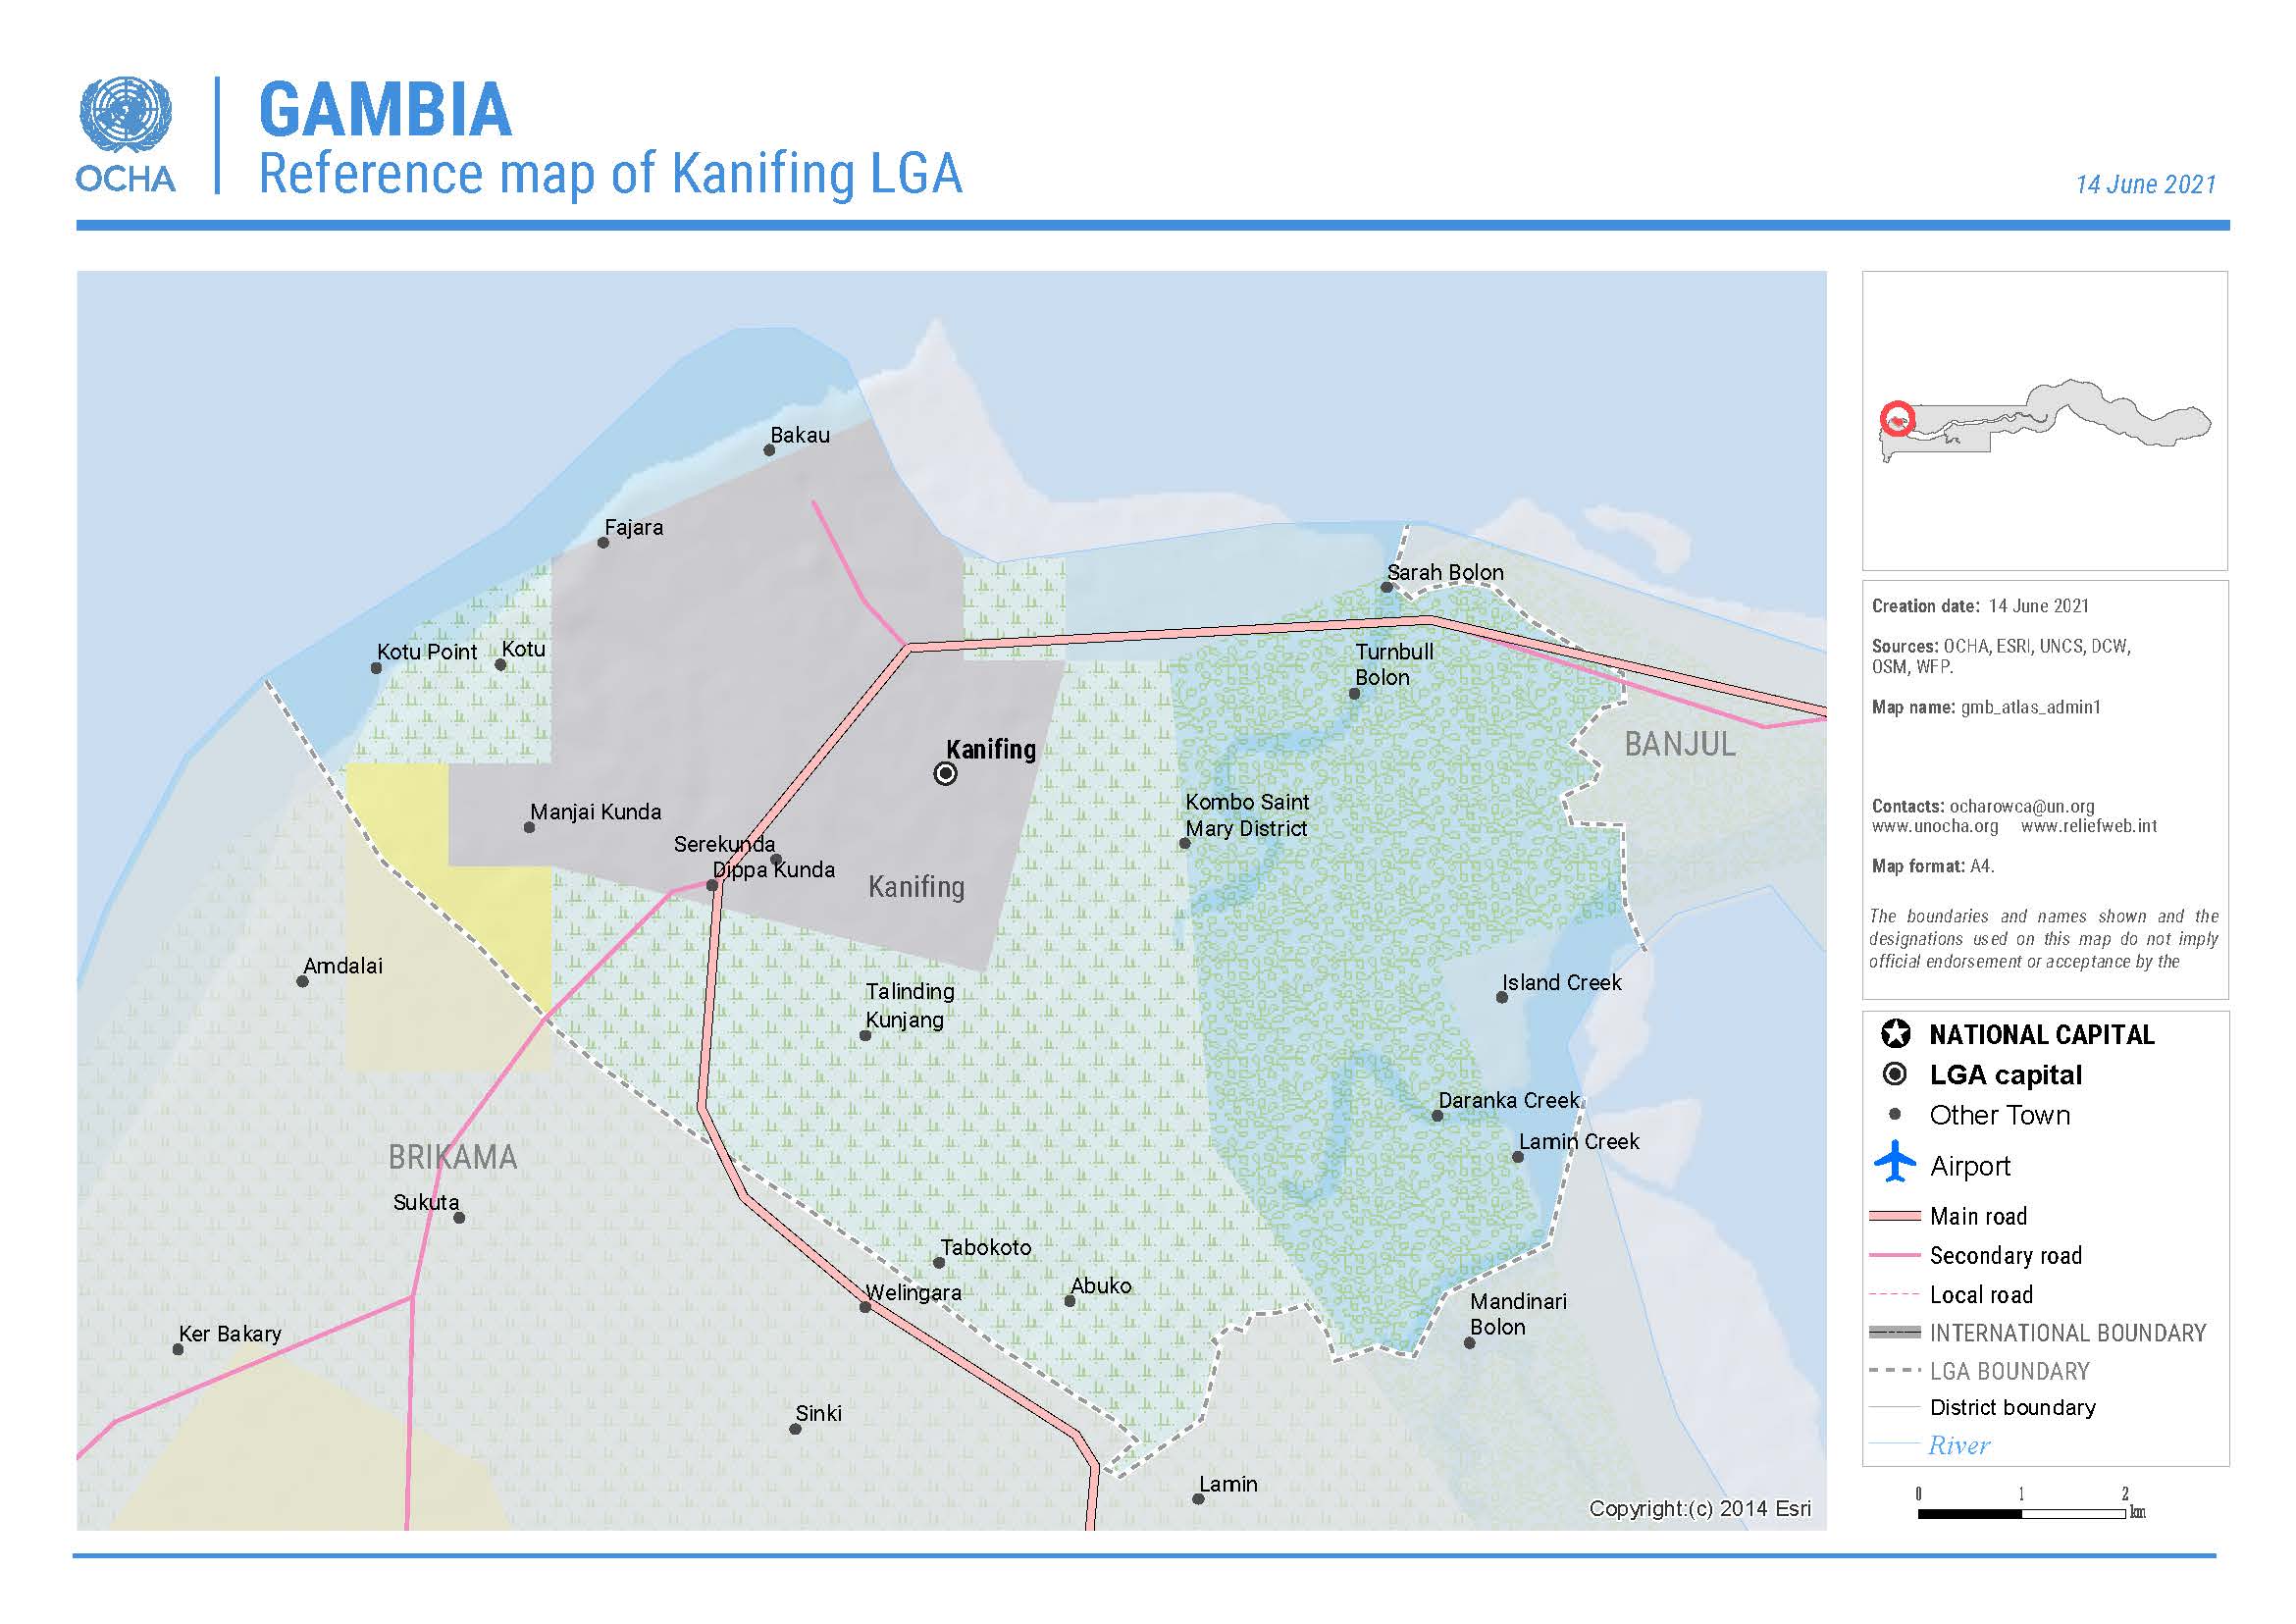 OCHA
GAMBIA
Reference map of Kanifing LGA
14 June 2021
Bakau
Fajara
Sarah Bolon
Kotu Point
Kotu
Turnbull
Bolon
Kanifing
BANJUL
Manjai Kunda
Kombo Saint
Mary District
Serekunda
Dippa Kunda
Kanifing
Amdalai
Island Creek
Talinding
Kunjang
Daranka Creek
Lamin Creek
BRIKAMA
Sukuta
Tabokoto
Welingara
Abuko
Mandinari
Bolon
Ker Bakary
Sinki
Lamin
Copyright:(c) 2014 Esri
Creation date: 14 June 2021
Sources: OCHA, ESRI, UNCS, DCW,
OSM, WFP.
Map name: gmb_atlas_admin1
Contacts: ocharowca@un.org
www.unocha.org www.reliefweb.int
Map format: A4.
The boundaries and names shown and the
designations used on this map do not imply
official endorsement or acceptance by the
NATIONAL CAPITAL
LGA capital
Other Town
Airport
Main road
Secondary road
Local road
INTERNATIONAL BOUNDARY
LGA BOUNDARY
District boundary
River
0 1 2
km